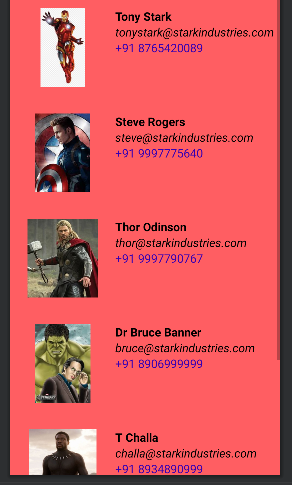 Tony Stark
tonystark@starkindustries.com
+91 8765420089
Steve Rogers
steve@starkindustries.com
+91 9997775640
Thor Odinson
thor@starkindustries.com
+91 9997790767
Dr Bruce Banner
bruce@starkindustries.com
+91 8906999999
T Challa
challa@starkindustries.com
+91 8934890999